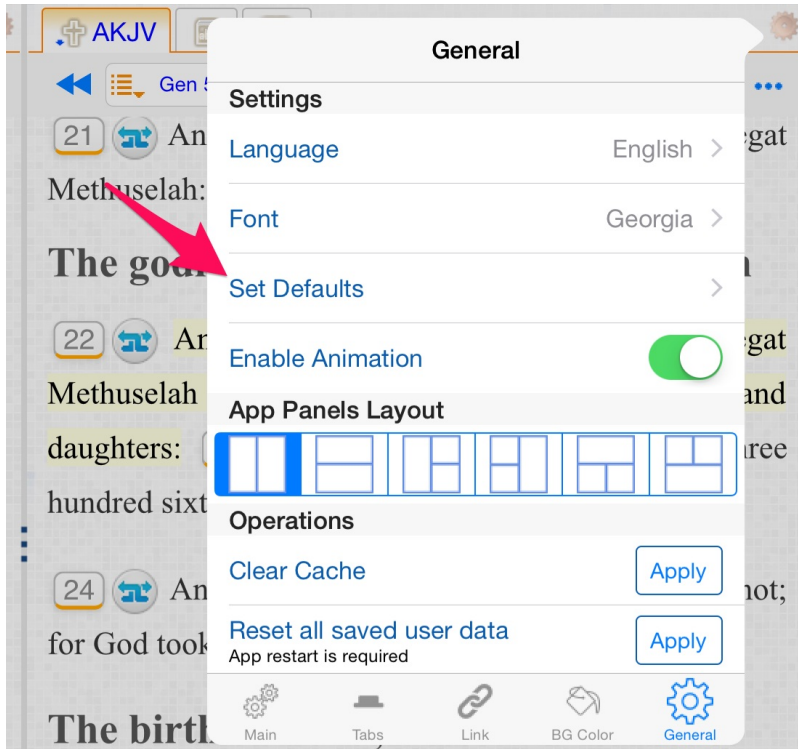 AKJV
General
Gen 5
Settings
21 An egat
Language English
Methuselah:
Font Georgia
The
Set Defaults
22 An egat
Enable Animation
Methuselah and
App Panels Layout
daughters: ree
hundred sixt
Operations
Clear Cache Apply
24 An not;
Reset all saved user data Apply
for God took
App restart is required
The birth
Main Tabs Link BG Color General